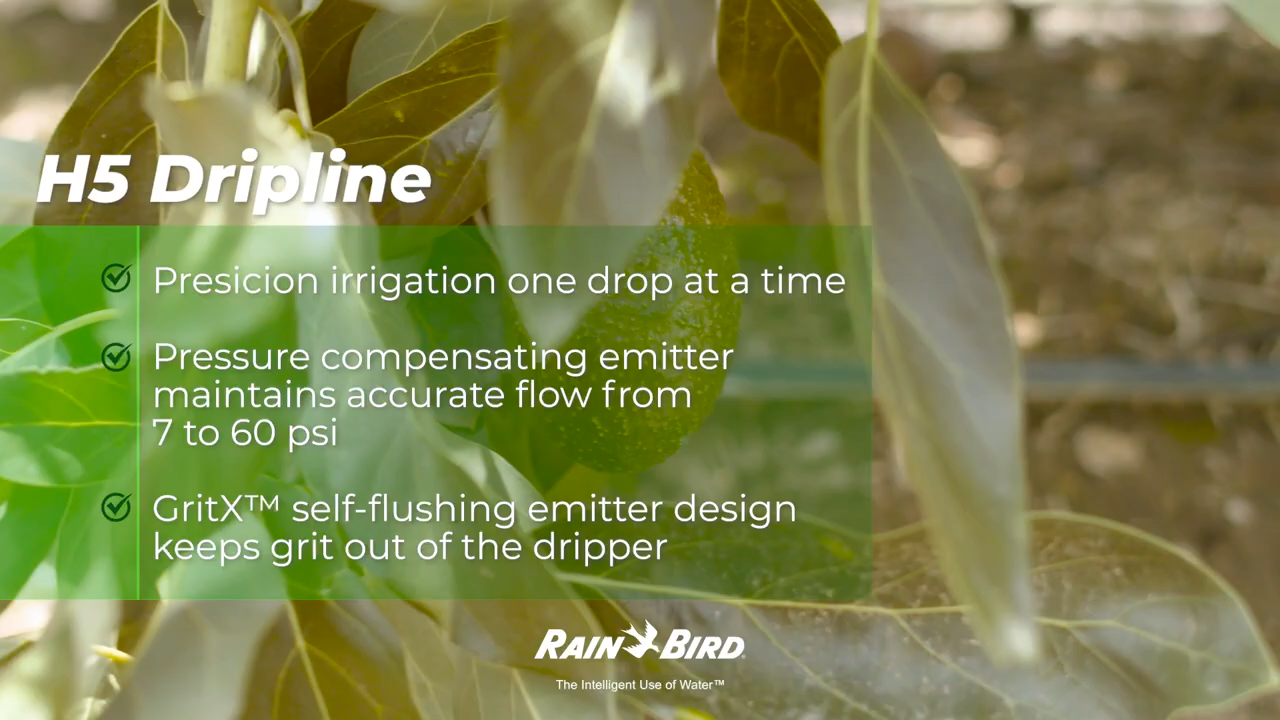 H5 Dripline
Presicion irrigation one drop at a time
Pressure compensating emitter
maintains accurate flow from
7 to 60 psi
GritX™ self-flushing emitter design
keeps grit out of the dripper
RAIN BIRD
The Intelligent Use of Water™